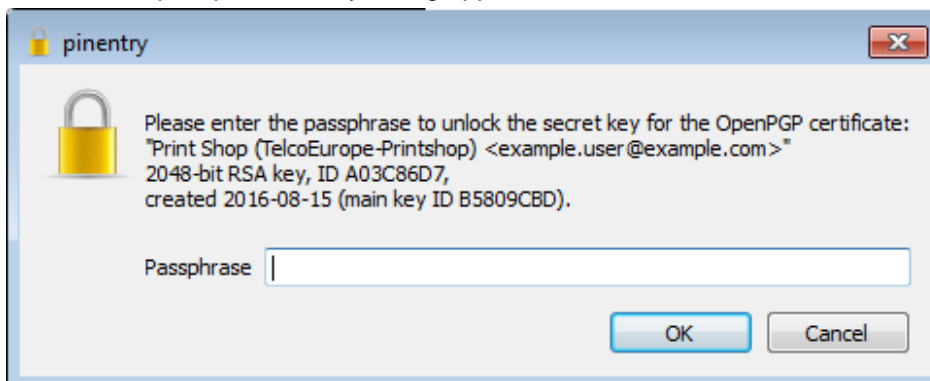 pinentry
Please enter the passphrase to unlock the secret key for the OpenPGP certificate:
"Print Shop (TelcoEurope-Printshop) <example.user@example.com>"
2048-bit RSA key, ID A03C86D7,
created 2016-08-15 (main key ID B5809CBD).
Passphrase
OK Cancel